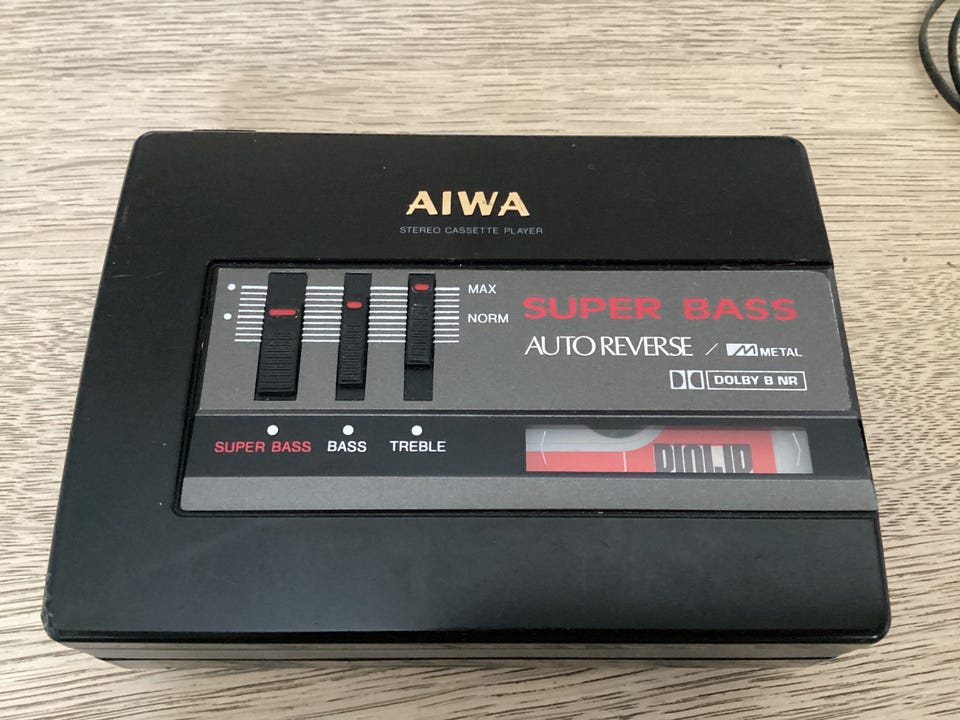 AIWA
STEREO CASSETTE PLAYER
MAX
NORM
SUPER BASS
AUTO REVERSE / METAL
DOLBY B NR
SUPER BASS BASS TREBLE